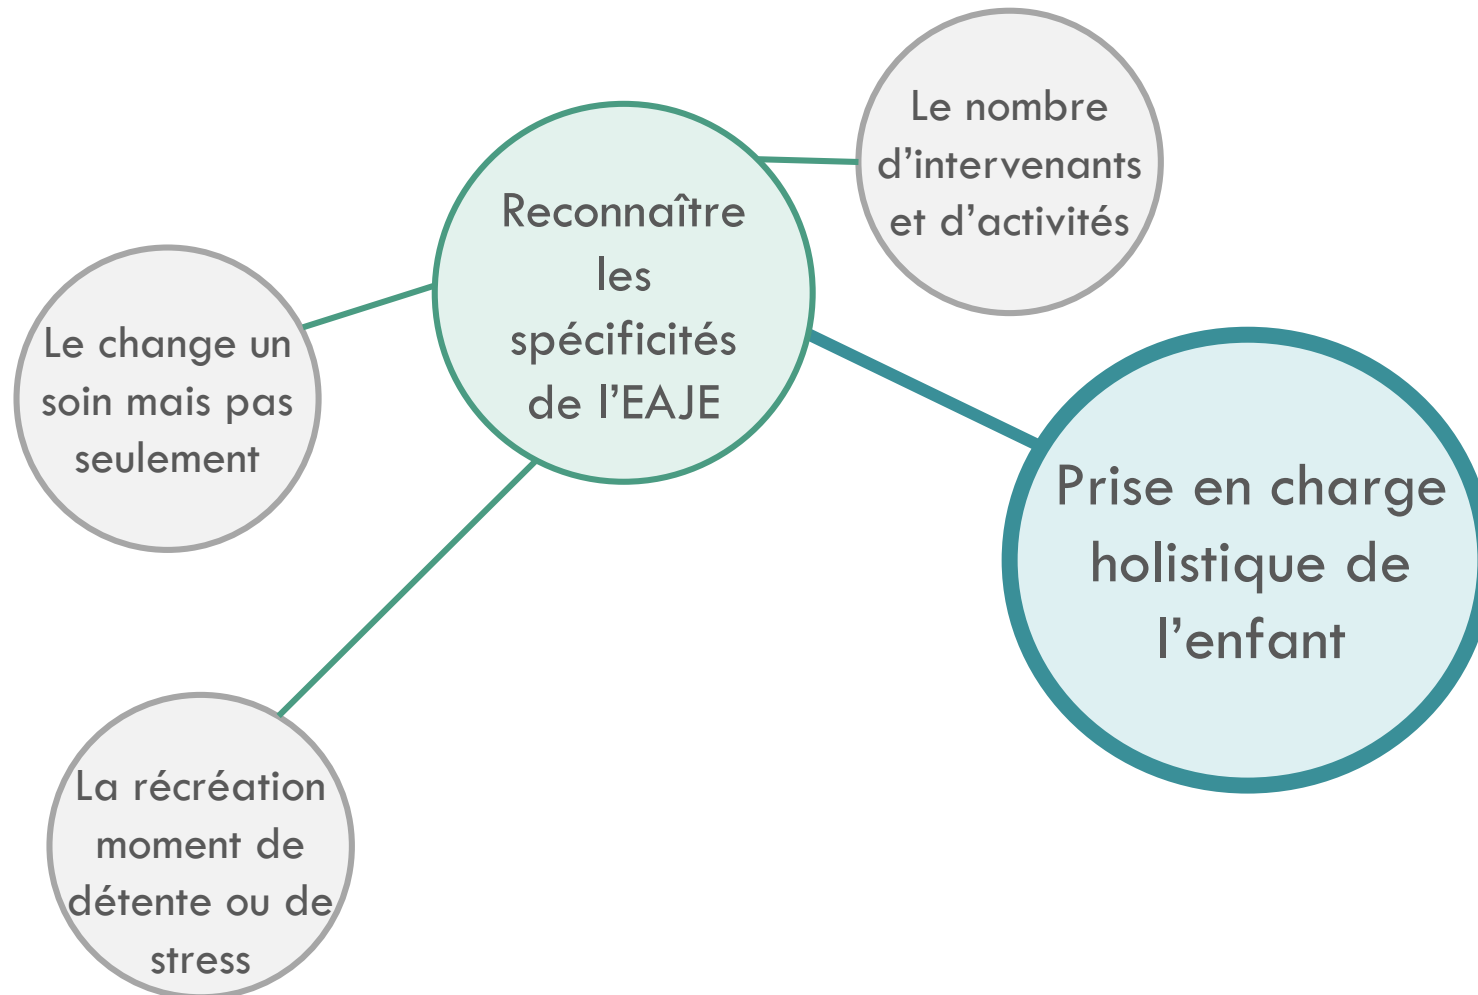 Le nombre
d’intervenants
et d’activités
Reconnaître
les
spécificités
de l’EAJE
Le change un
soin mais pas
seulement
Prise en charge
holistique de
l’enfant
La récréation
moment de
détente ou de
stress